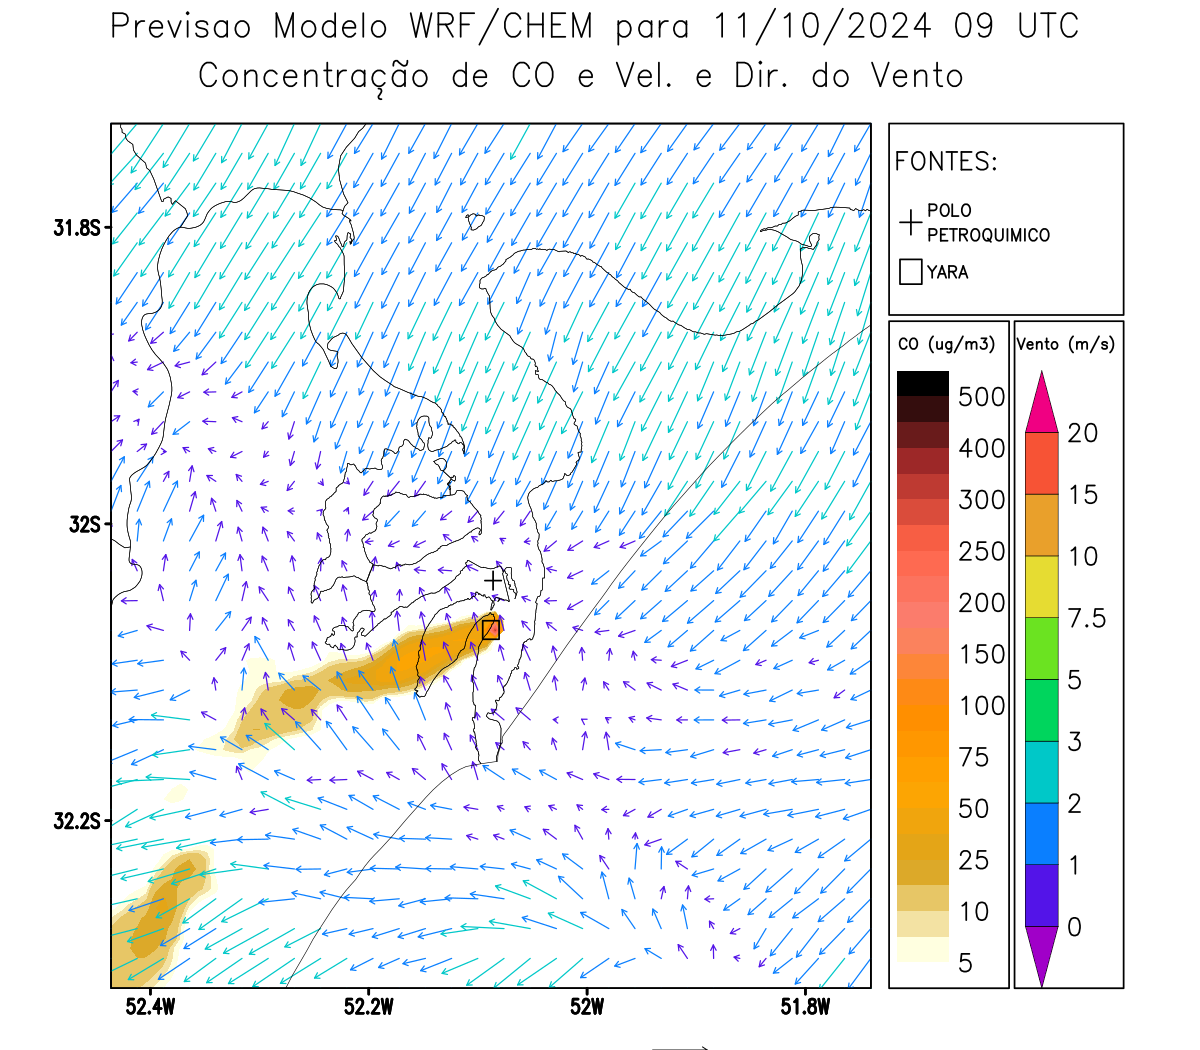 Previsao Modelo WRF/CHEM para 11/10/2024 09 UTC
Concentração de CO e Vel. e Dir. do Vento
FONTES:
POLO
PETROQUIMICO
YARA
CO (ug/m3)
500
400
300
250
200
150
100
75
50
25
10
5
Vento (m/s)
20
15
10
7.5
5
3
2
1
0
31.8S
32S
32.2S
52.4W
52.2W
52W
51.8W